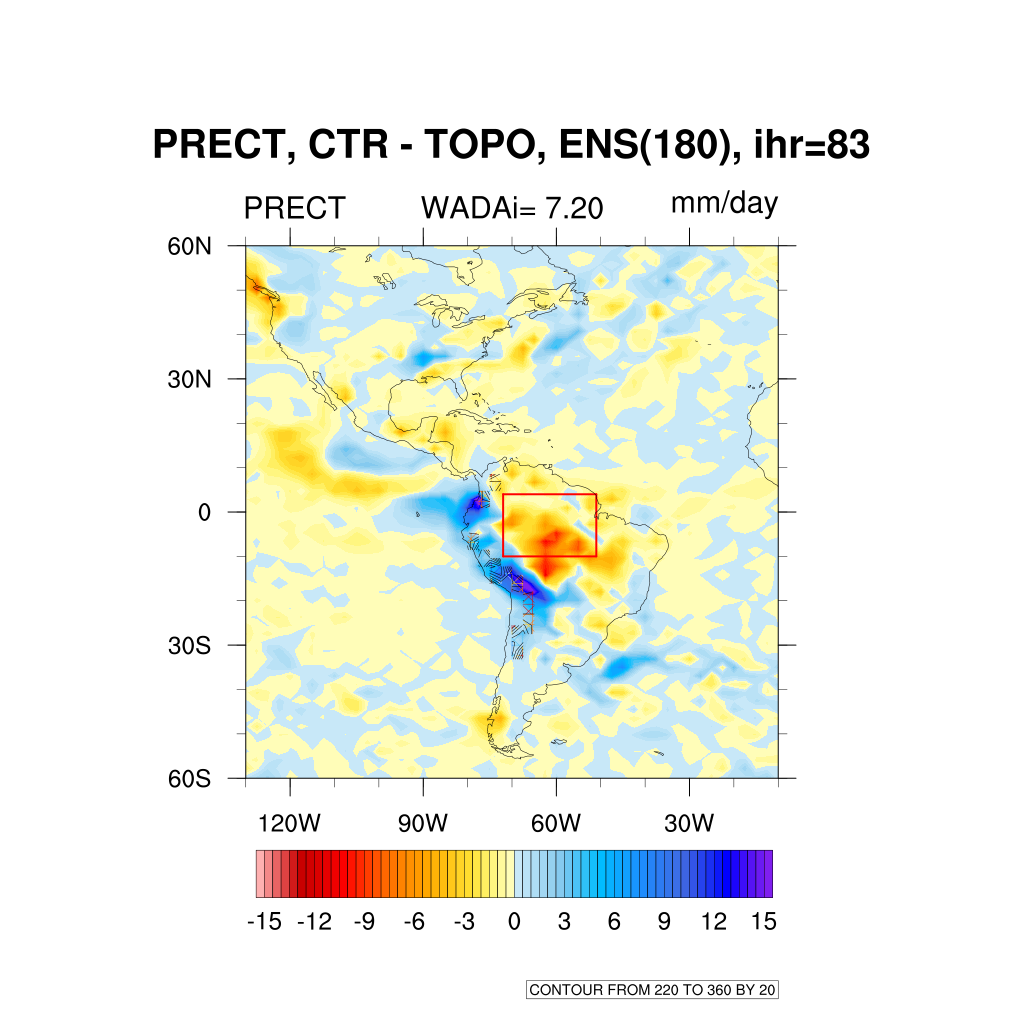 PRECT, CTR - TOPO, ENS(180), ihr=83
PRECT WADAi= 7.20 mm/day
60N
30N
0
30S
60S
120W 90W 60W 30W
-15 -12 -9 -6 -3 0 3 6 9 12 15
CONTOUR FROM 220 TO 360 BY 20